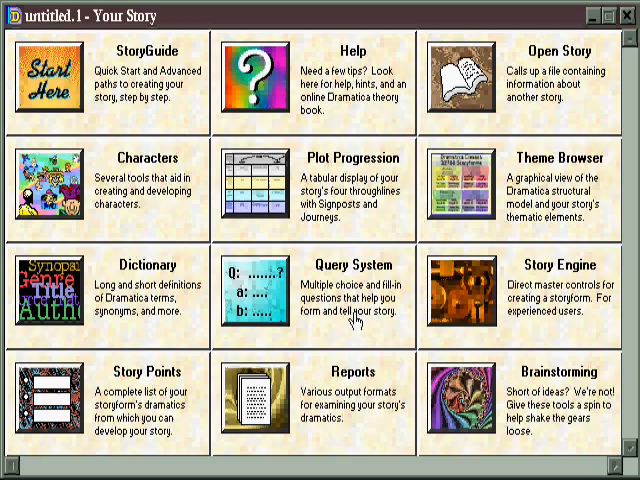 untitled.1 - Your Story
Start
Here
StoryGuide
Quick Start and Advanced
paths to creating your
story, step by step.
Help
Need a few tips? Look
here for help, hints, and an
online Dramatica theory
book.
Open Story
Calls up a file containing
information about
another story.
Characters
Several tools that aid in
creating and developing
characters.
Plot Progression
A tabular display of your
story's four throughlines
with Signposts and
Journeys.
Theme Browser
A graphical view of the
Dramatica structural
model and your story's
thematic elements.
Synopsi
Genre
Title
Autho
Dictionary
Long and short definitions
of Dramatica terms,
synonyms, and more.
Q: .......?
a: ....
b: .....
Query System
Multiple choice and fill-in
questions that help you
form and tell your story.
Story Engine
Direct master controls for
creating a storyform. For
experienced users.
Story Points
A complete list of your
storyform's dramatics
from which you can
develop your story.
Reports
Various output formats
for examining your story's
dramatics.
Brainstorming
Short of ideas? We're not!
Give these tools a spin to
help shake the gears
loose.